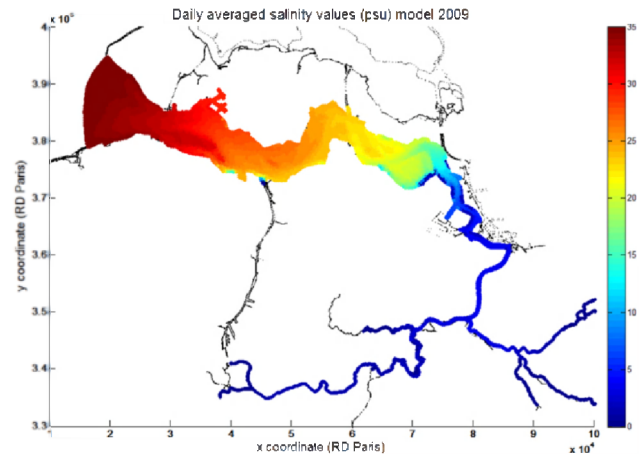 Daily averaged salinity values (psu) model 2009
x 10⁵
4
3.9
3.8
3.7
3.6
3.5
3.4
3.3
y coordinate (RD Paris)
1 2 3 4 5 6 7 8 9 10
x coordinate (RD Paris)
x 10⁴
35
30
25
20
15
10
5
0